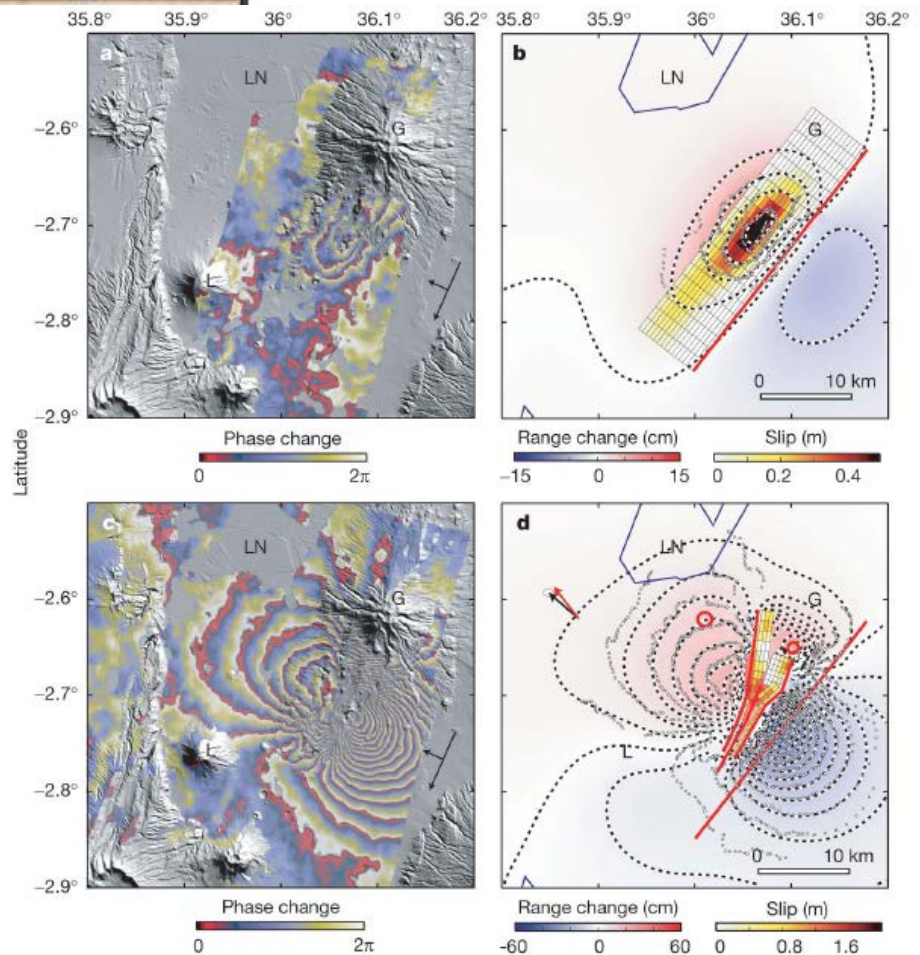 35.8° 35.9° 36° 36.1° 36.2° 35.8° 35.9° 36° 36.1° 36.2°
a
LN
G
L
−2.6°
−2.7°
−2.8°
−2.9°
b
LN
G
0 10 km
Phase change
0 2π
Range change (cm)
−15 0 15
Slip (m)
0 0.2 0.4
Latitude
c
LN
G
L
−2.6°
−2.7°
−2.8°
−2.9°
d
LN
G
L
0 10 km
Phase change
0 2π
Range change (cm)
-60 0 60
Slip (m)
0 0.8 1.6